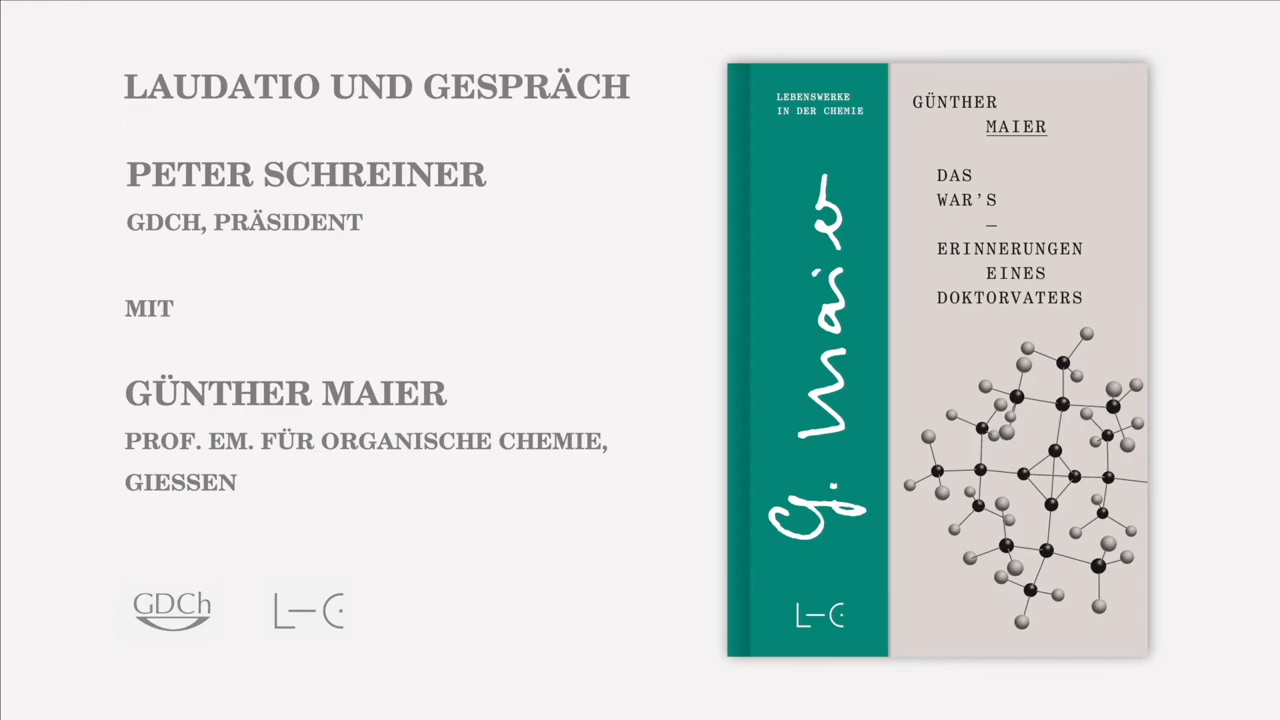 LAUDATIO UND GESPRÄCH
PETER SCHREINER
GDCH, PRÄSIDENT
MIT
GÜNTHER MAIER
PROF. EM. FÜR ORGANISCHE CHEMIE,
GIESSEN
GDCh
L—C
LEBENSWERKE
IN DER CHEMIE
G. Maier
L—C
GÜNTHER
MAIER
DAS
WAR'S
—
ERINNERUNGEN
EINES
DOKTORVATERS